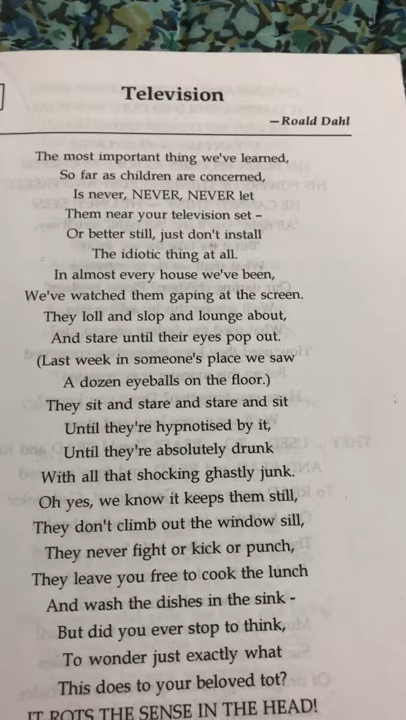 Television
—Roald Dahl
The most important thing we've learned,
So far as children are concerned,
Is never, NEVER, NEVER let
Them near your television set –
Or better still, just don't install
The idiotic thing at all.
In almost every house we've been,
We've watched them gaping at the screen.
They loll and slop and lounge about,
And stare until their eyes pop out.
(Last week in someone's place we saw
A dozen eyeballs on the floor.)
They sit and stare and stare and sit
Until they're hypnotised by it,
Until they're absolutely drunk
With all that shocking ghastly junk.
Oh yes, we know it keeps them still,
They don't climb out the window sill,
They never fight or kick or punch,
They leave you free to cook the lunch
And wash the dishes in the sink -
But did you ever stop to think,
To wonder just exactly what
This does to your beloved tot?
IT ROTS THE SENSE IN THE HEAD!